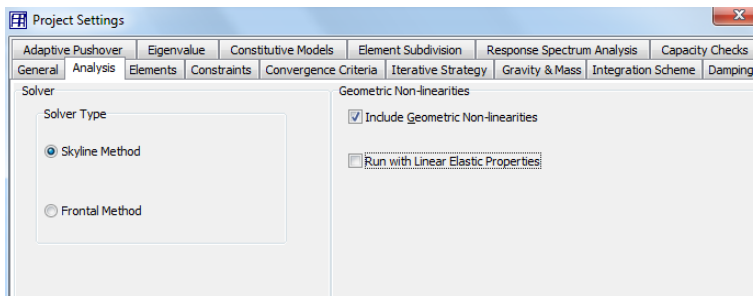 Project Settings
Adaptive Pushover Eigenvalue Constitutive Models Element Subdivision Response Spectrum Analysis Capacity Checks
General Analysis Elements Constraints Convergence Criteria Iterative Strategy Gravity & Mass Integration Scheme Damping
Solver Geometric Non-linearities
Solver Type Include Geometric Non-linearities
Skyline Method Run with Linear Elastic Properties
Frontal Method